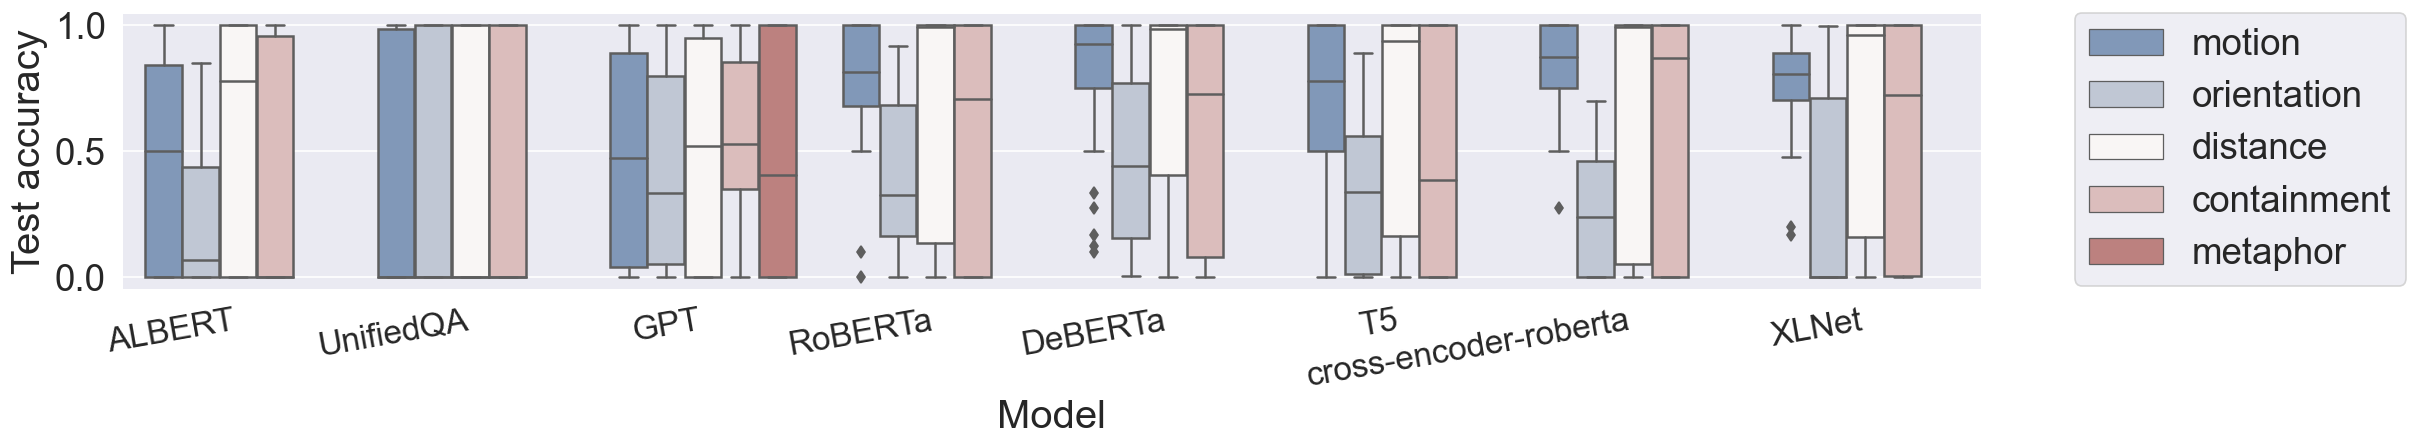 Test accuracy
1.0
0.5
0.0
ALBERT
UnifiedQA
GPT
RoBERTa
DeBERTa
T5
cross-encoder-roberta
XLNet
Model
motion
orientation
distance
containment
metaphor